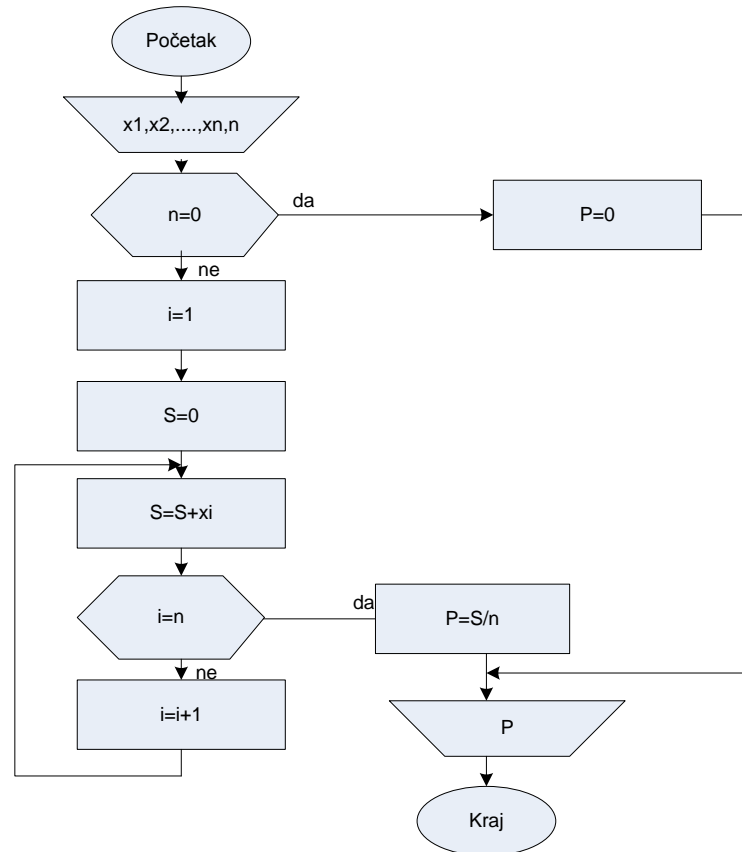 Početak
x1,x2,....,xn,n
n=0
da
P=0
ne
i=1
S=0
S=S+xi
i=n
da
P=S/n
ne
i=i+1
P
Kraj